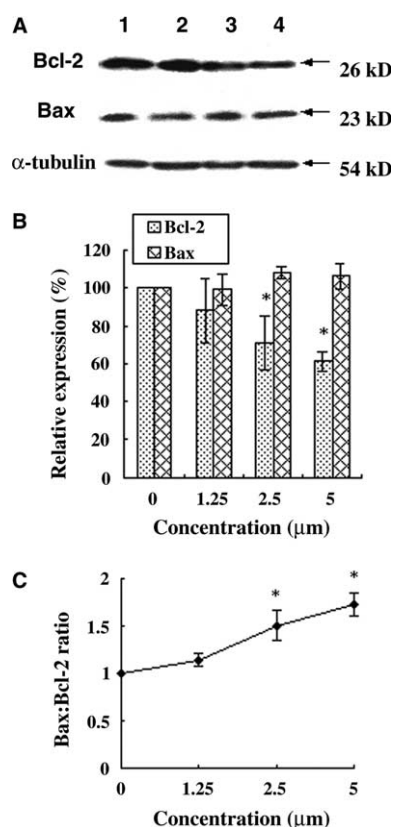 A
1 2 3 4
Bcl-2
26 kD
Bax
23 kD
α-tubulin
54 kD
B
Bcl-2
Bax
Relative expression (%)
120
100
80
60
40
20
0
*
*
0 1.25 2.5 5
Concentration (μm)
C
Bax:Bcl-2 ratio
2
1.5
1
0.5
0
*
*
0 1.25 2.5 5
Concentration (μm)